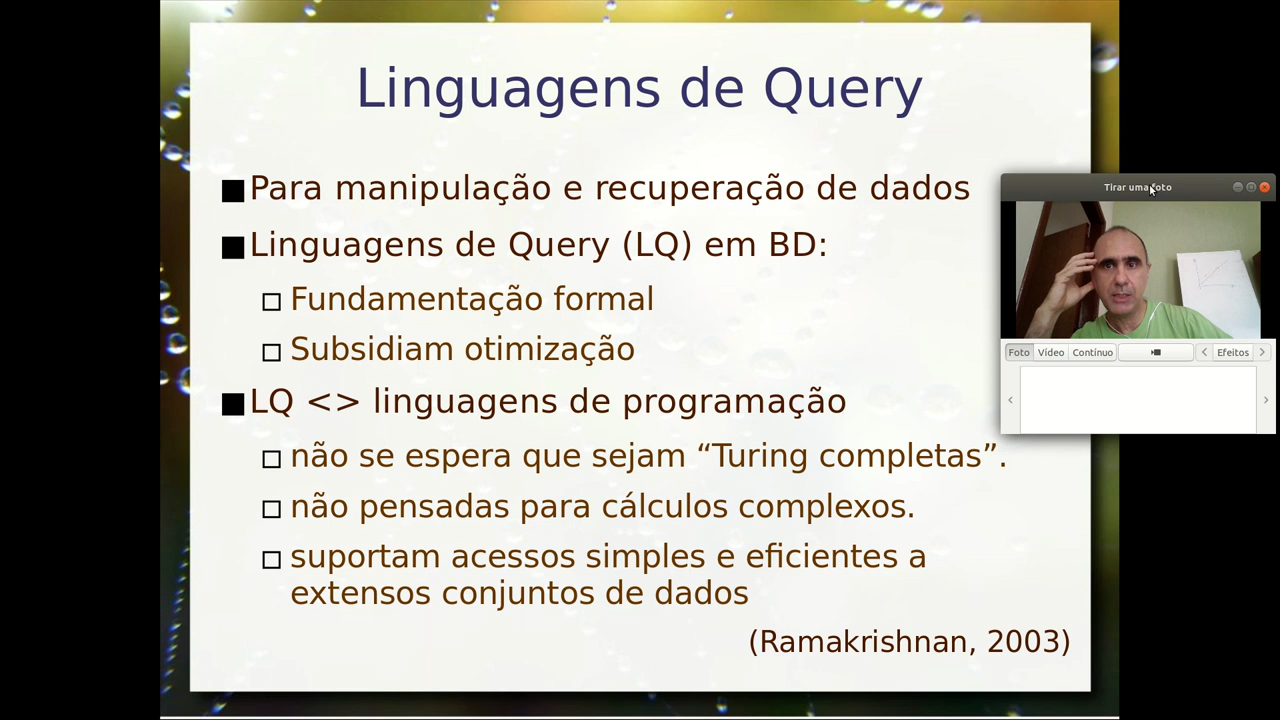 Linguagens de Query
Para manipulação e recuperação de dados
Linguagens de Query (LQ) em BD:
Fundamentação formal
Subsidiam otimização
LQ <> linguagens de programação
não se espera que sejam “Turing completas”.
não pensadas para cálculos complexos.
suportam acessos simples e eficientes a
extensos conjuntos de dados
(Ramakrishnan, 2003)
Tirar uma foto
Foto Vídeo Contínuo Efeitos